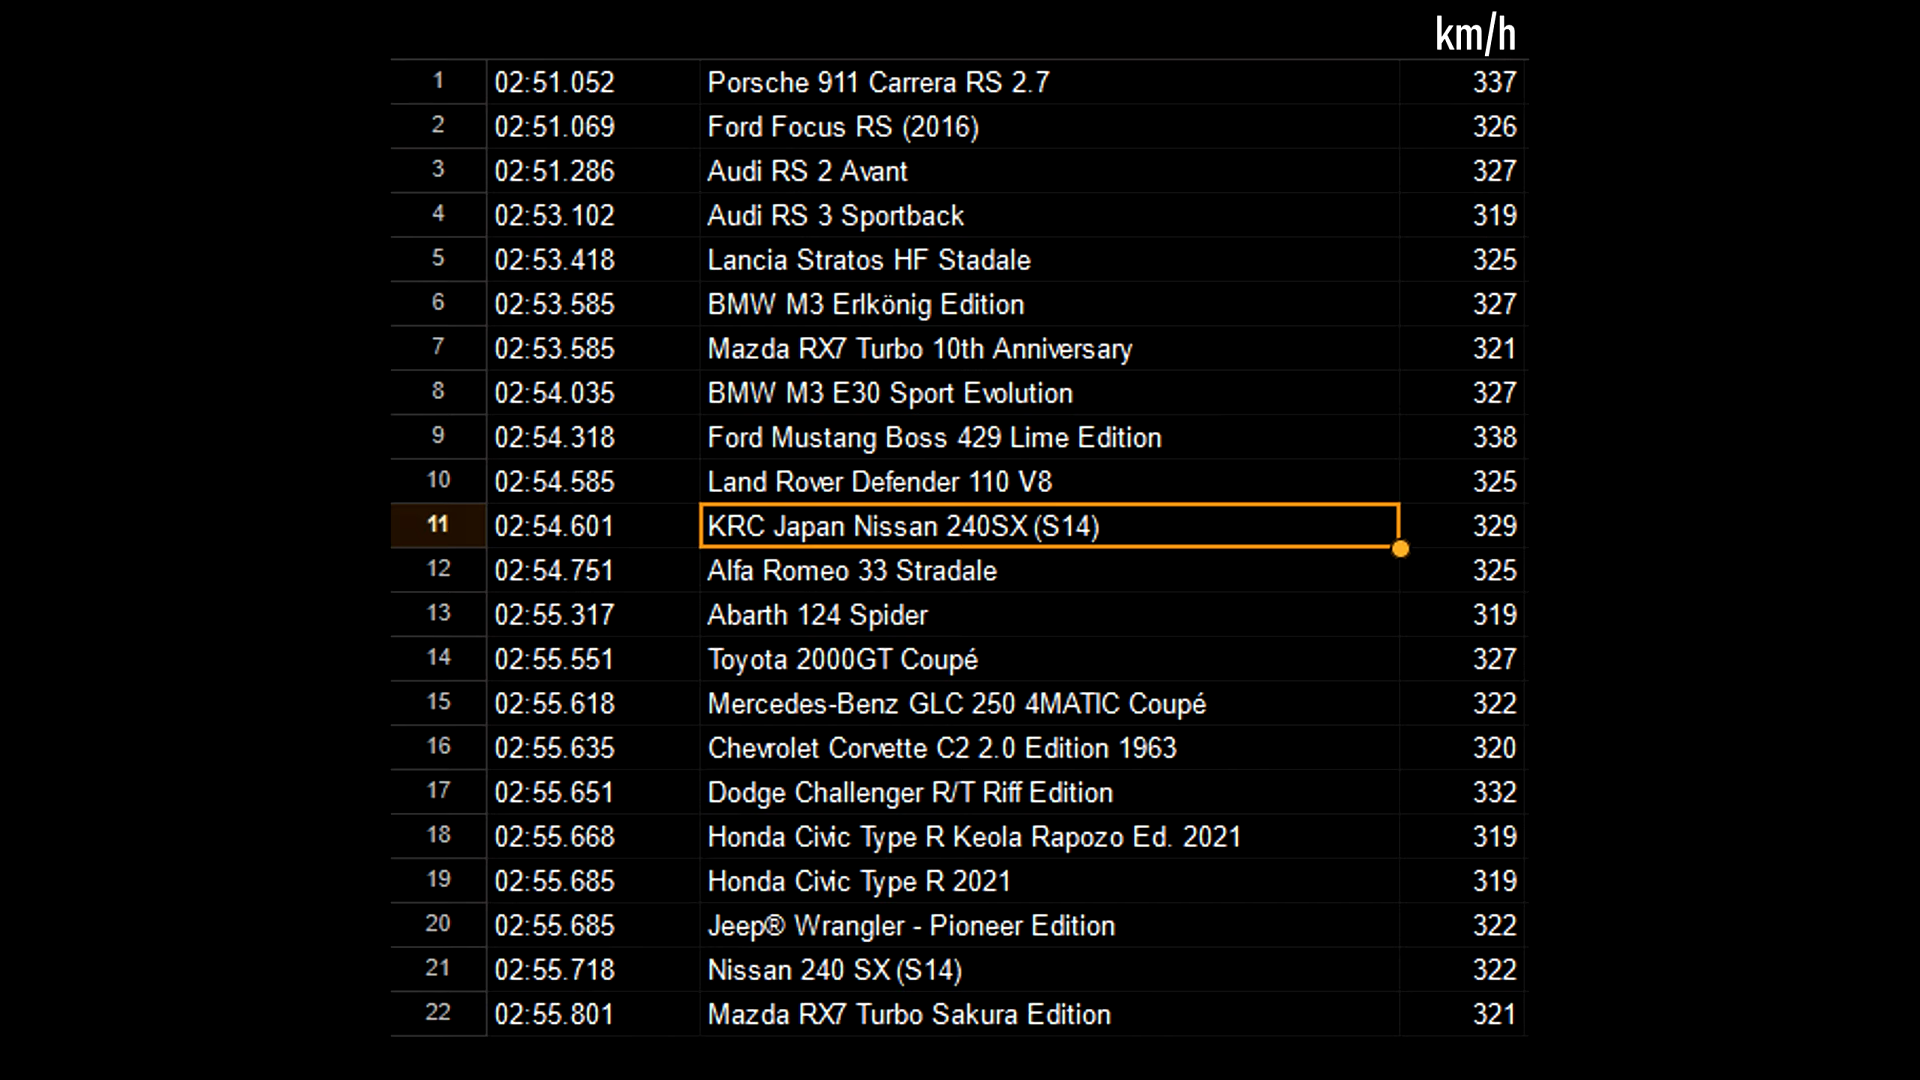 km/h
1 02:51.052 Porsche 911 Carrera RS 2.7 337
2 02:51.069 Ford Focus RS (2016) 326
3 02:51.286 Audi RS 2 Avant 327
4 02:53.102 Audi RS 3 Sportback 319
5 02:53.418 Lancia Stratos HF Stadale 325
6 02:53.585 BMW M3 Erlkönig Edition 327
7 02:53.585 Mazda RX7 Turbo 10th Anniversary 321
8 02:54.035 BMW M3 E30 Sport Evolution 327
9 02:54.318 Ford Mustang Boss 429 Lime Edition 338
10 02:54.585 Land Rover Defender 110 V8 325
11 02:54.601 KRC Japan Nissan 240SX (S14) 329
12 02:54.751 Alfa Romeo 33 Stradale 325
13 02:55.317 Abarth 124 Spider 319
14 02:55.551 Toyota 2000GT Coupé 327
15 02:55.618 Mercedes-Benz GLC 250 4MATIC Coupé 322
16 02:55.635 Chevrolet Corvette C2 2.0 Edition 1963 320
17 02:55.651 Dodge Challenger R/T Riff Edition 332
18 02:55.668 Honda Civic Type R Keola Rapozo Ed. 2021 319
19 02:55.685 Honda Civic Type R 2021 319
20 02:55.685 Jeep® Wrangler - Pioneer Edition 322
21 02:55.718 Nissan 240 SX (S14) 322
22 02:55.801 Mazda RX7 Turbo Sakura Edition 321